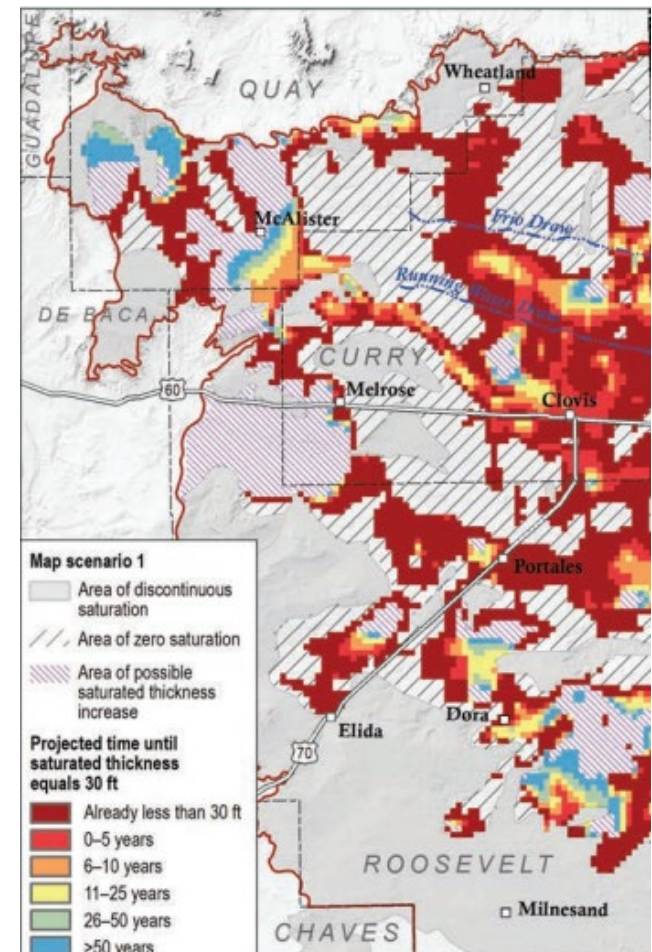 GUADALUPE
QUAY
Wheatland
McAlister
Frio Draw
Running Water Draw
DE BACA
CURRY
60
Melrose
Clovis
Map scenario 1
Area of discontinuous
saturation
Area of zero saturation
Area of possible
saturated thickness
increase
Projected time until
saturated thickness
equals 30 ft
Already less than 30 ft
0–5 years
6–10 years
11–25 years
26–50 years
>50 years
Portales
Elida
Dora
70
ROOSEVELT
CHAVES
Milnesand